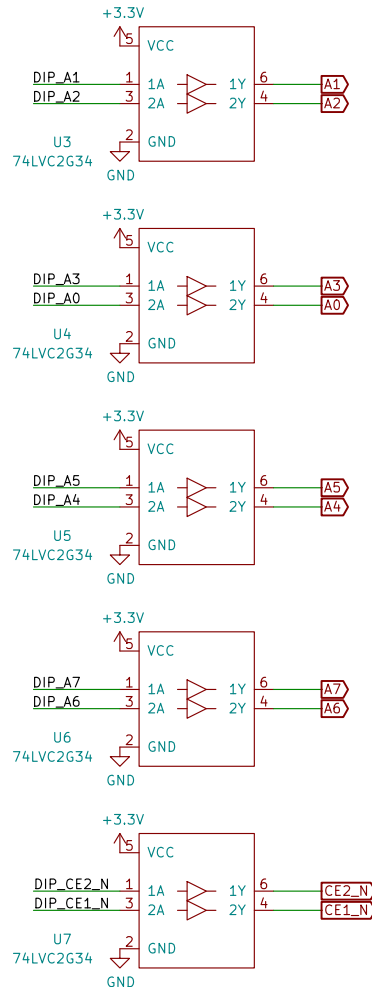 +3.3V
5 VCC
DIP_A1 1 1A 1Y 6 A1
DIP_A2 3 2A 2Y 4 A2
2 GND
U3
74LVC2G34
GND
+3.3V
5 VCC
DIP_A3 1 1A 1Y 6 A3
DIP_A0 3 2A 2Y 4 A0
2 GND
U4
74LVC2G34
GND
+3.3V
5 VCC
DIP_A5 1 1A 1Y 6 A5
DIP_A4 3 2A 2Y 4 A4
2 GND
U5
74LVC2G34
GND
+3.3V
5 VCC
DIP_A7 1 1A 1Y 6 A7
DIP_A6 3 2A 2Y 4 A6
2 GND
U6
74LVC2G34
GND
+3.3V
5 VCC
DIP_CE2_N 1 1A 1Y 6 CE2_N
DIP_CE1_N 3 2A 2Y 4 CE1_N
2 GND
U7
74LVC2G34
GND